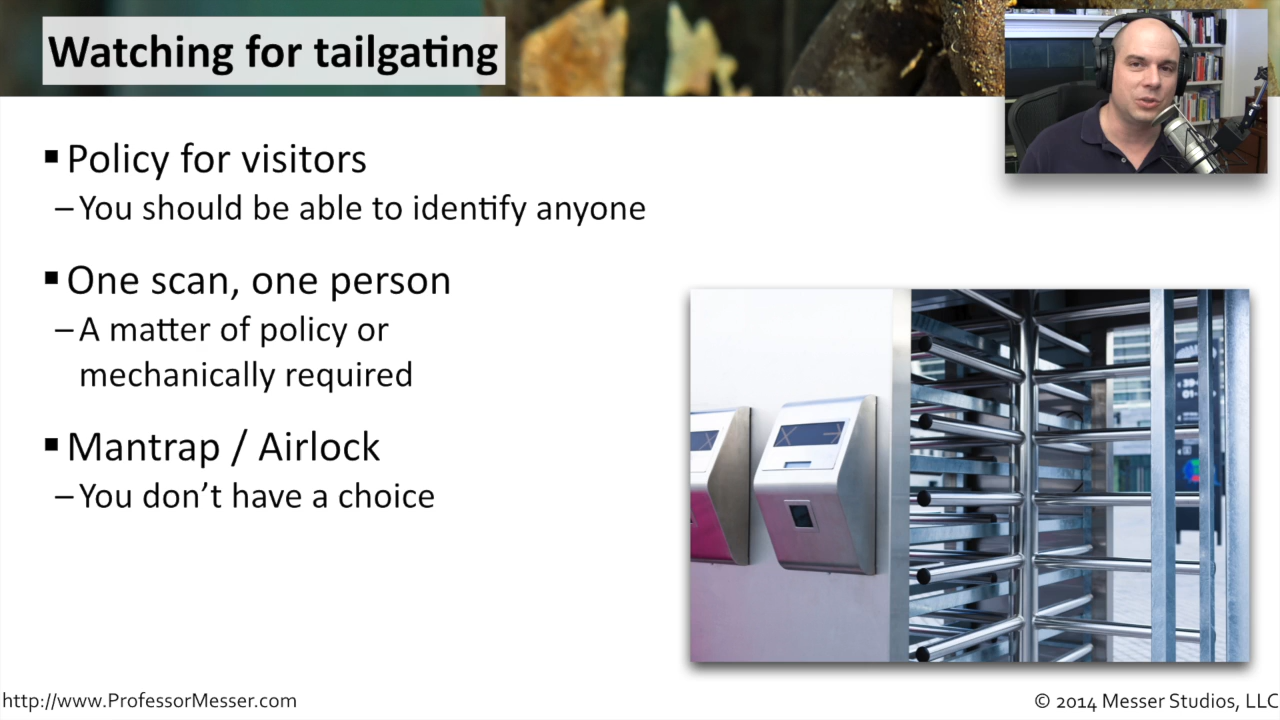 Watching for tailgating
▪ Policy for visitors
– You should be able to identify anyone
▪ One scan, one person
– A matter of policy or
mechanically required
▪ Mantrap / Airlock
– You don’t have a choice
http://www.ProfessorMesser.com
© 2014 Messer Studios, LLC